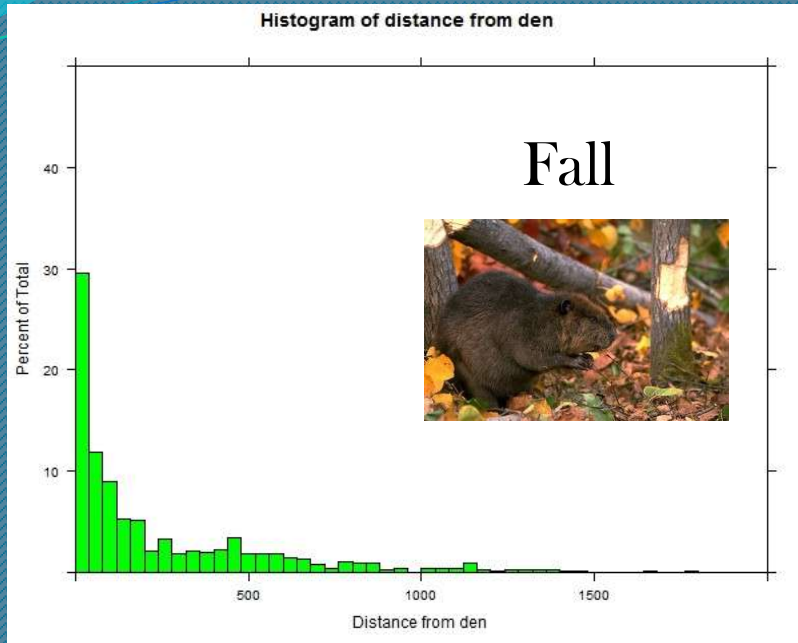 Histogram of distance from den
Fall
Percent of Total
40
30
20
10
500
1000
1500
Distance from den